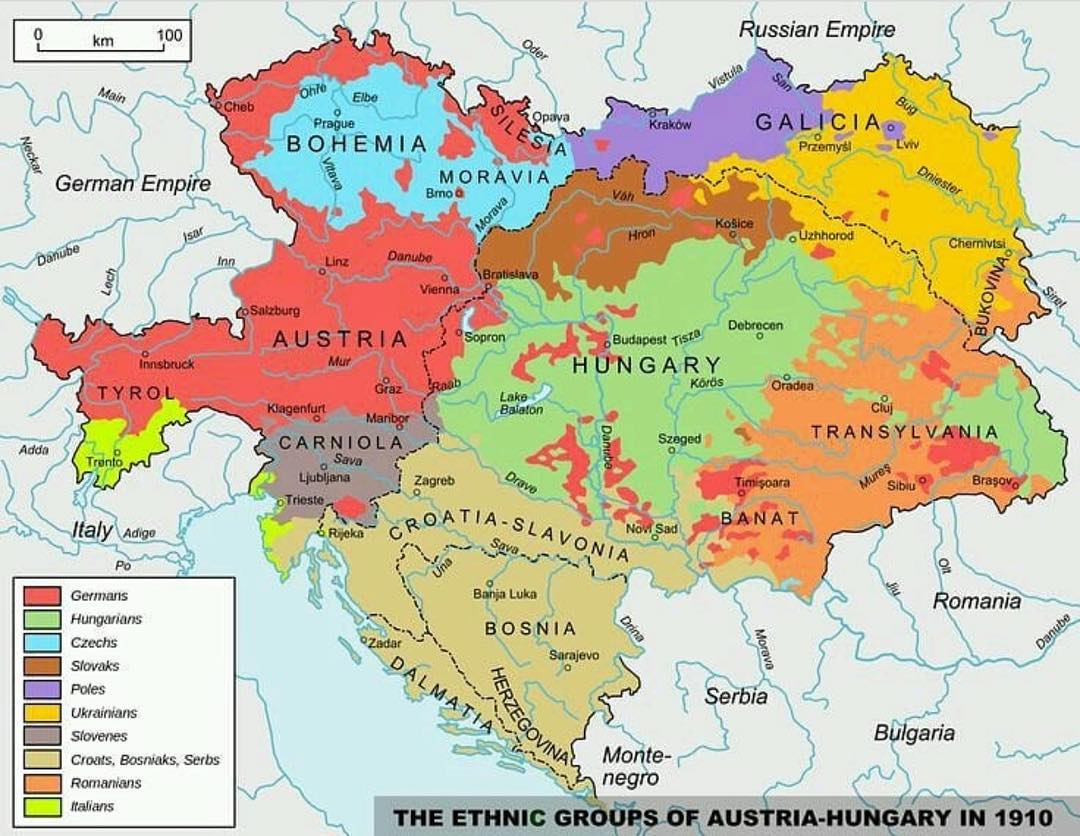 0
100
km
Russian Empire
Oder
Main
Cheb
Ohře
Elbe
Prague
Vistula
San
Bug
SILESIA
Opava
Kraków
GALICIA
Przemyśl
Lviv
BOHEMIA
Neckar
Vltava
MORAVIA
Brno
Morava
German Empire
Váh
Dniester
Danube
Isar
Inn
Lech
Linz
Danube
Vienna
Hron
Košice
Uzhhorod
Chernivtsi
BUKOVINA
Siret
Bratislava
Salzburg
AUSTRIA
Sopron
Budapest
Tisza
Debrecen
Innsbruck
Mur
HUNGARY
TYROL
Graz
Raab
Lake
Balaton
Körös
Oradea
Cluj
Klagenfurt
Maribor
CARNIOLA
TRANSYLVANIA
Adda
Trento
Sava
Ljubljana
Danube
Szeged
Zagreb
Drave
Timișoara
Mureș
Sibiu
Brașov
Trieste
Italy
Adige
Rijeka
CROATIA-SLAVONIA
Novi Sad
BANAT
Po
Sava
Una
Jiu
Olt
Romania
Germans
Hungarians
Czechs
Slovaks
Poles
Ukrainians
Slovenes
Croats, Bosniaks, Serbs
Romanians
Italians
Banja Luka
BOSNIA
Drina
Morava
Danube
Zadar
Sarajevo
DALMATIA
HERZEGOVINA
Serbia
Bulgaria
Monte-
negro
THE ETHNIC GROUPS OF AUSTRIA-HUNGARY IN 1910